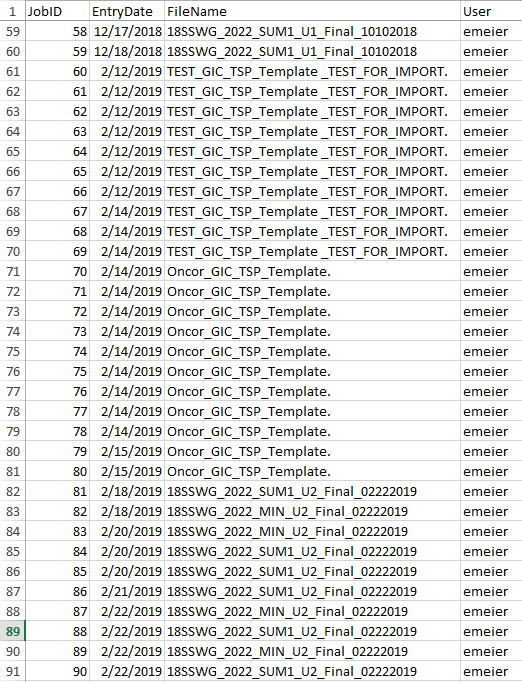 1 JobID EntryDate FileName User
59 58 12/17/2018 18SSWG_2022_SUM1_U1_Final_10102018 emeier
60 59 12/18/2018 18SSWG_2022_SUM1_U1_Final_10102018 emeier
61 60 2/12/2019 TEST_GIC_TSP_Template _TEST_FOR_IMPORT. emeier
62 61 2/12/2019 TEST_GIC_TSP_Template _TEST_FOR_IMPORT. emeier
63 62 2/12/2019 TEST_GIC_TSP_Template _TEST_FOR_IMPORT. emeier
64 63 2/12/2019 TEST_GIC_TSP_Template _TEST_FOR_IMPORT. emeier
65 64 2/12/2019 TEST_GIC_TSP_Template _TEST_FOR_IMPORT. emeier
66 65 2/12/2019 TEST_GIC_TSP_Template _TEST_FOR_IMPORT. emeier
67 66 2/12/2019 TEST_GIC_TSP_Template _TEST_FOR_IMPORT. emeier
68 67 2/14/2019 TEST_GIC_TSP_Template _TEST_FOR_IMPORT. emeier
69 68 2/14/2019 TEST_GIC_TSP_Template _TEST_FOR_IMPORT. emeier
70 69 2/14/2019 TEST_GIC_TSP_Template _TEST_FOR_IMPORT. emeier
71 70 2/14/2019 Oncor_GIC_TSP_Template. emeier
72 71 2/14/2019 Oncor_GIC_TSP_Template. emeier
73 72 2/14/2019 Oncor_GIC_TSP_Template. emeier
74 73 2/14/2019 Oncor_GIC_TSP_Template. emeier
75 74 2/14/2019 Oncor_GIC_TSP_Template. emeier
76 75 2/14/2019 Oncor_GIC_TSP_Template. emeier
77 76 2/14/2019 Oncor_GIC_TSP_Template. emeier
78 77 2/14/2019 Oncor_GIC_TSP_Template. emeier
79 78 2/14/2019 Oncor_GIC_TSP_Template. emeier
80 79 2/15/2019 Oncor_GIC_TSP_Template. emeier
81 80 2/15/2019 Oncor_GIC_TSP_Template. emeier
82 81 2/18/2019 18SSWG_2022_SUM1_U2_Final_02222019 emeier
83 82 2/18/2019 18SSWG_2022_MIN_U2_Final_02222019 emeier
84 83 2/20/2019 18SSWG_2022_MIN_U2_Final_02222019 emeier
85 84 2/20/2019 18SSWG_2022_SUM1_U2_Final_02222019 emeier
86 85 2/20/2019 18SSWG_2022_SUM1_U2_Final_02222019 emeier
87 86 2/21/2019 18SSWG_2022_SUM1_U2_Final_02222019 emeier
88 87 2/22/2019 18SSWG_2022_MIN_U2_Final_02222019 emeier
89 88 2/22/2019 18SSWG_2022_SUM1_U2_Final_02222019 emeier
90 89 2/22/2019 18SSWG_2022_MIN_U2_Final_02222019 emeier
91 90 2/22/2019 18SSWG_2022_SUM1_U2_Final_02222019 emeier